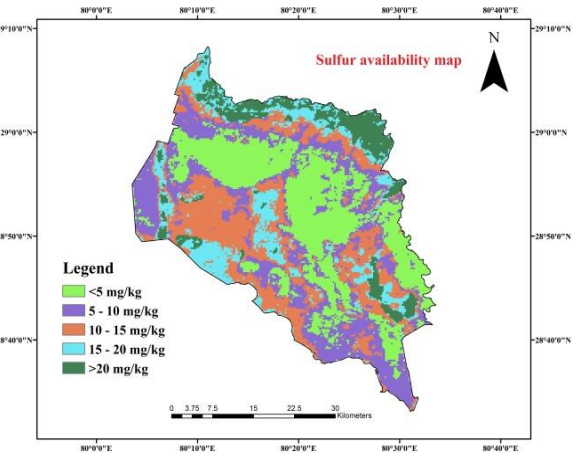 80°0'0"E 80°10'0"E 80°20'0"E 80°30'0"E 80°40'0"E
29°10'0"N 29°10'0"N
Sulfur availability map
N
29°0'0"N 29°0'0"N
28°50'0"N 28°50'0"N
Legend
<5 mg/kg
5 - 10 mg/kg
10 - 15 mg/kg
15 - 20 mg/kg
>20 mg/kg
28°40'0"N 28°40'0"N
0 3.75 7.5 15 22.5 30
Kilometers
80°0'0"E 80°10'0"E 80°20'0"E 80°30'0"E 80°40'0"E